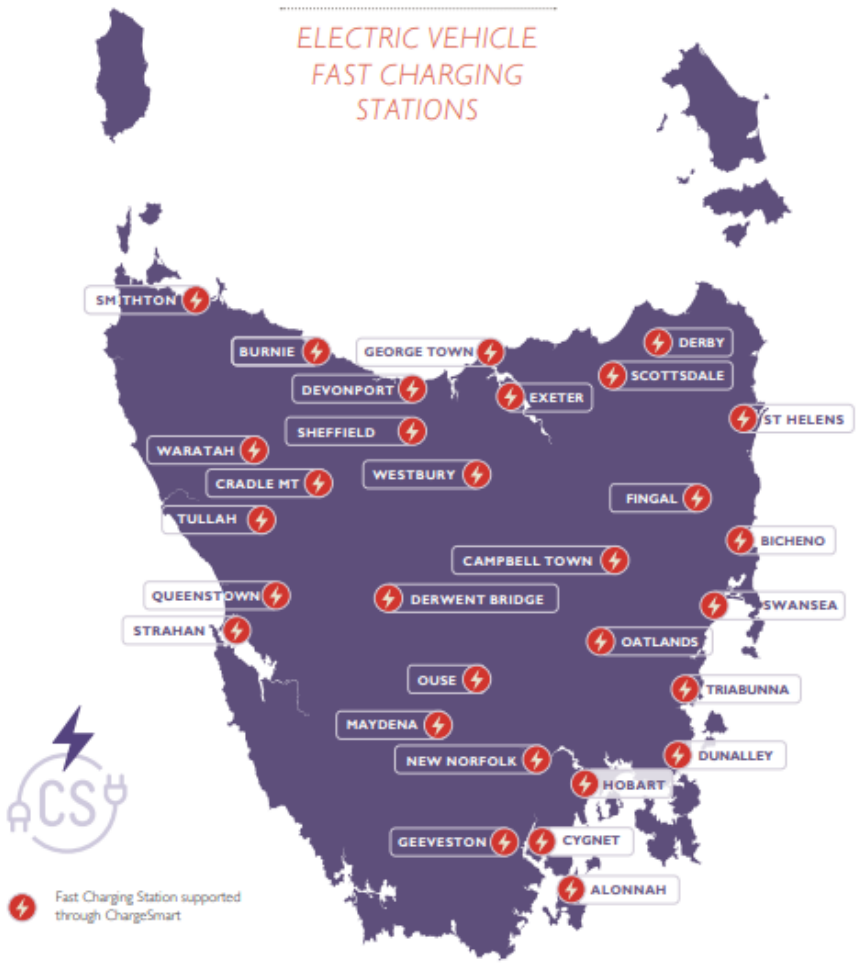 ELECTRIC VEHICLE
FAST CHARGING
STATIONS
SMITHTON
BURNIE
GEORGE TOWN
DERBY
DEVONPORT
EXETER
SCOTTSDALE
SHEFFIELD
ST HELENS
WARATAH
CRADLE MT
WESTBURY
FINGAL
TULLAH
BICHENO
CAMPBELL TOWN
QUEENSTOWN
DERWENT BRIDGE
SWANSEA
STRAHAN
OATLANDS
OUSE
TRIABUNNA
MAYDENA
NEW NORFOLK
DUNALLEY
HOBART
CS
GEEVESTON
CYGNET
ALONNAH
Fast Charging Station supported
through ChargeSmart